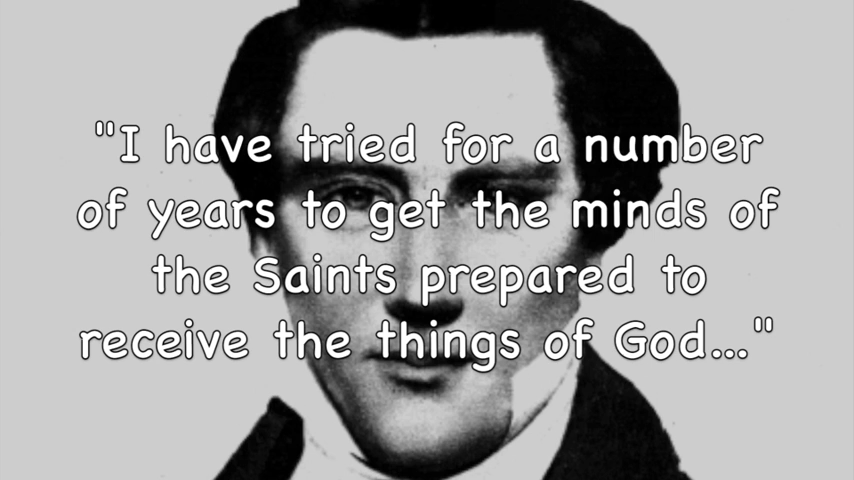 "I have tried for a number
of years to get the minds of
the Saints prepared to
receive the things of God..."